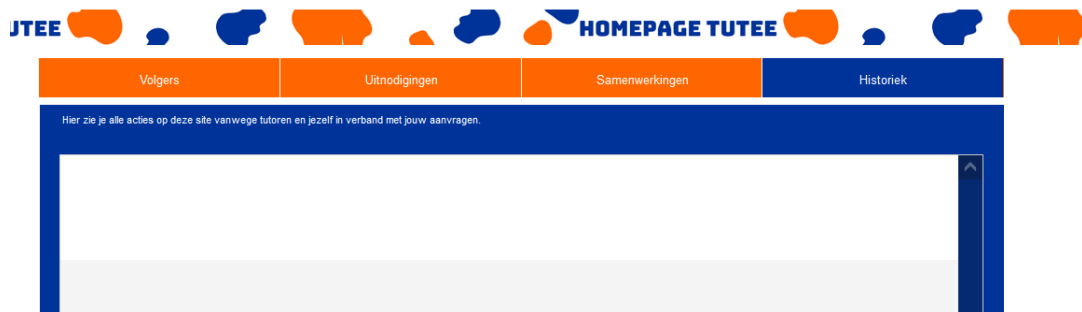 UTEE HOMEPAGE TUTEE
Volgers Uitnodigingen Samenwerkingen Historiek
Hier zie je alle acties op deze site vanwege tutoren en jezelf in verband met jouw aanvragen.